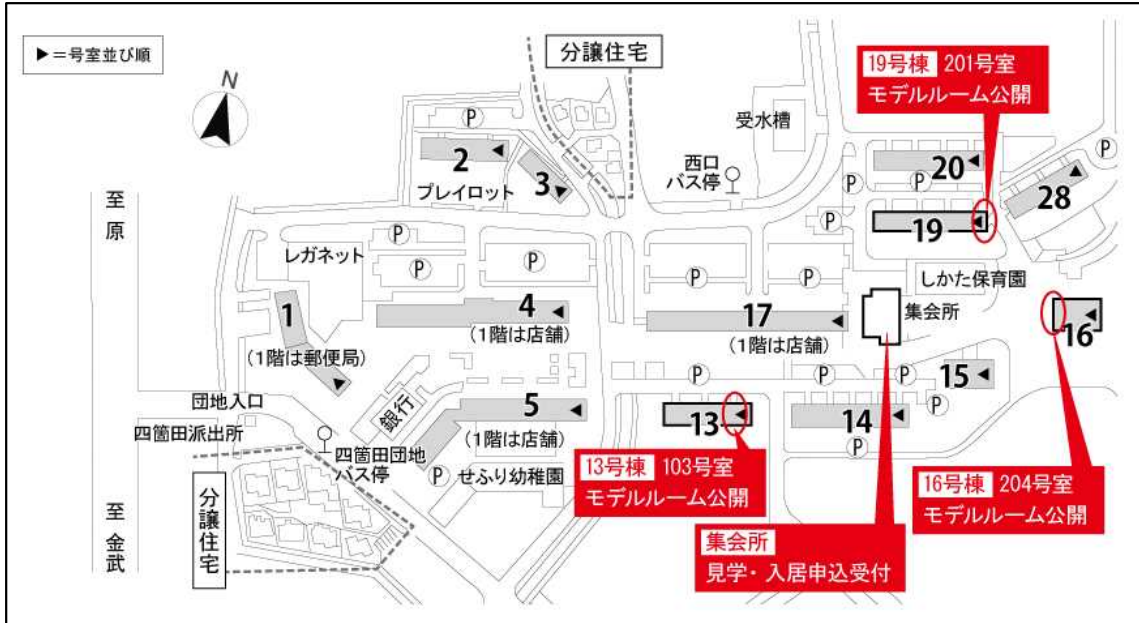 ▶＝号室並び順
N
分譲住宅
19号棟 201号室
モデルルーム公開
P
受水槽
2
3
プレイロット
西口
バス停
20
P
P
P
28
P
19
至 原
レガネット
P
P
P
P
P
P
しかた保育園
集会所
1
(1階は郵便局)
4
(1階は店舗)
17
(1階は店舗)
16
団地入口
四箇田派出所
銀行
P
P
P
P
15
5
(1階は店舗)
13
14
P
P
四箇田団地
バス停
せふり幼稚園
P
分譲住宅
至 金武
13号棟 103号室
モデルルーム公開
16号棟 204号室
モデルルーム公開
集会所
見学・入居申込受付